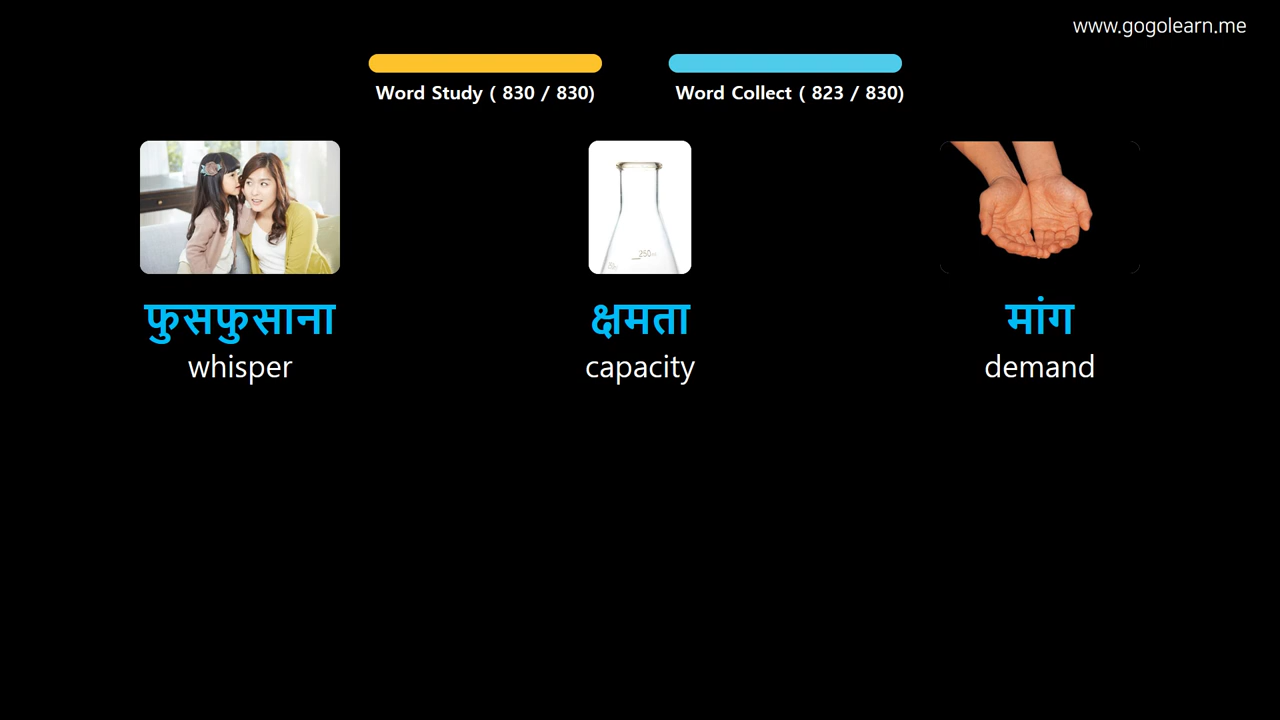 www.gogolearn.me
Word Study ( 830 / 830)
Word Collect ( 823 / 830)
फुसफुसाना
whisper
क्षमता
capacity
मांग
demand